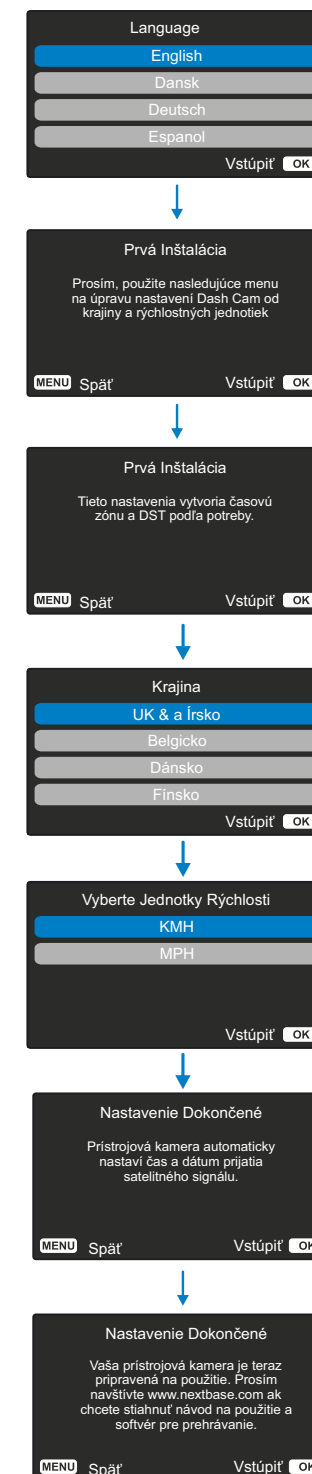 Language
English
Dansk
Deutsch
Espanol
Vstúpiť OK
Prvá Inštalácia
Prosím, použite nasledujúce menu
na úpravu nastavení Dash Cam od
krajiny a rýchlostných jednotiek
MENU Späť Vstúpiť OK
Prvá Inštalácia
Tieto nastavenia vytvoria časovú
zónu a DST podľa potreby.
MENU Späť Vstúpiť OK
Krajina
UK & a Írsko
Belgicko
Dánsko
Fínsko
Vstúpiť OK
Vyberte Jednotky Rýchlosti
KMH
MPH
Vstúpiť OK
Nastavenie Dokončené
Prístrojová kamera automaticky
nastaví čas a dátum prijatia
satelitného signálu.
MENU Späť Vstúpiť OK
Nastavenie Dokončené
Vaša prístrojová kamera je teraz
pripravená na použitie. Prosím
navštívte www.nextbase.com ak
chcete stiahnuť návod na použitie a
softvér pre prehrávanie.
MENU Späť Vstúpiť OK